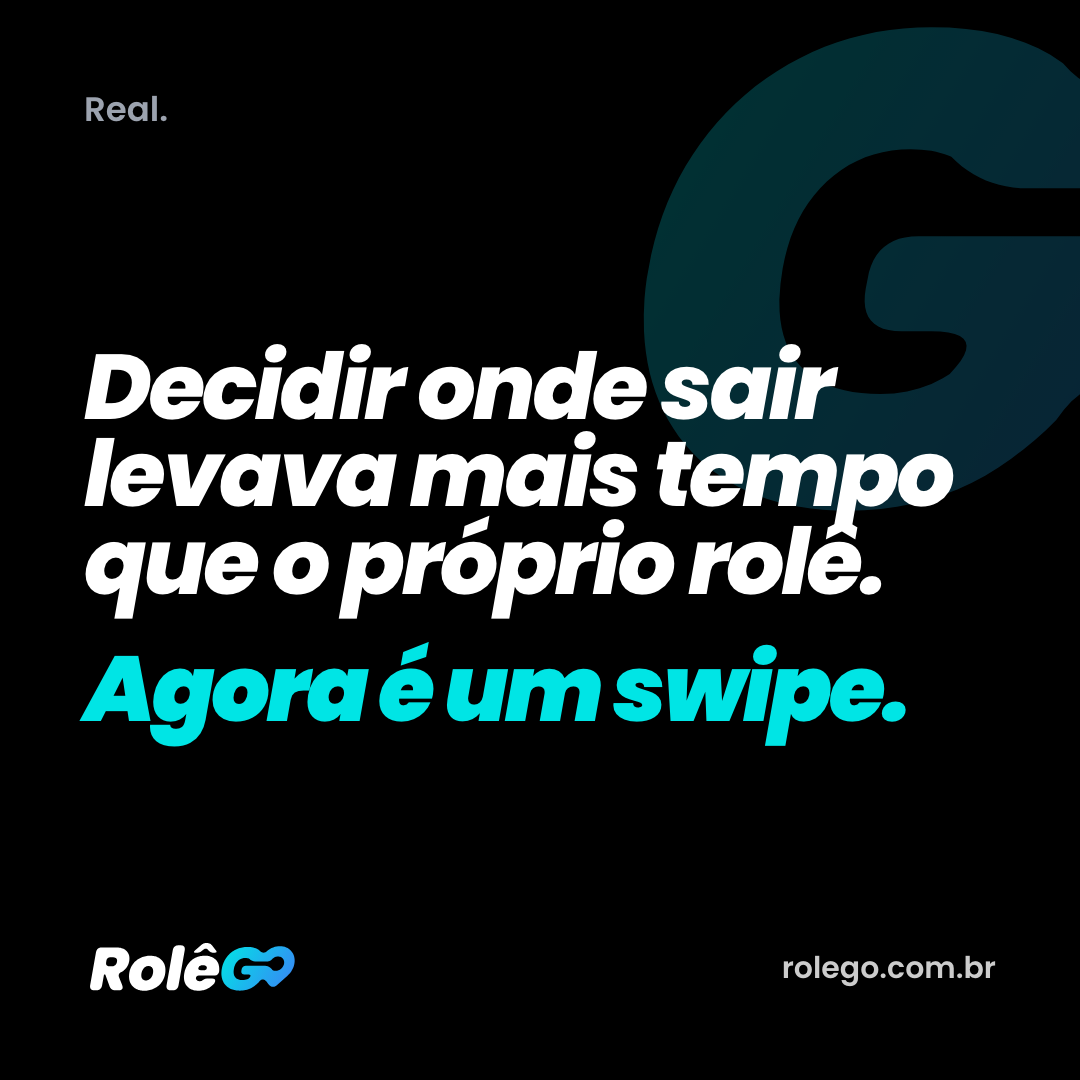 Real.
Decidir onde sair
levava mais tempo
que o próprio rolê.
Agora é um swipe.
RolêGO
rolego.com.br